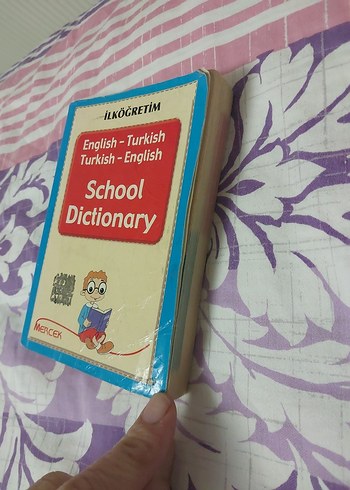 İLKÖĞRETİM
English - Turkish
Turkish - English
School
Dictionary
MERCEK